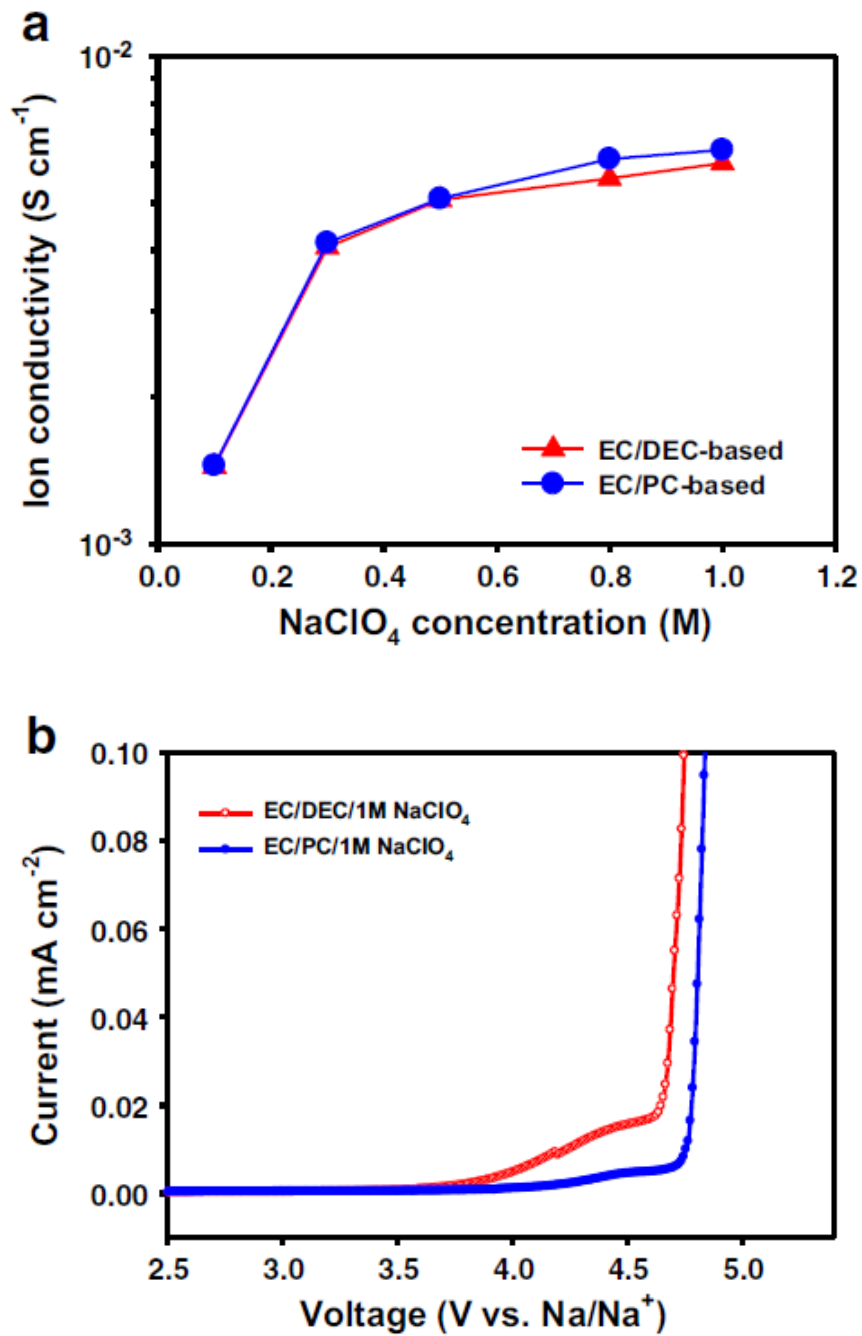 a
10⁻²
Ion conductivity (S cm⁻¹)
EC/DEC-based
EC/PC-based
10⁻³
0.0 0.2 0.4 0.6 0.8 1.0 1.2
NaClO₄ concentration (M)
b
0.10
EC/DEC/1M NaClO₄
EC/PC/1M NaClO₄
0.08
0.06
Current (mA cm⁻²)
0.04
0.02
0.00
2.5 3.0 3.5 4.0 4.5 5.0
Voltage (V vs. Na/Na⁺)